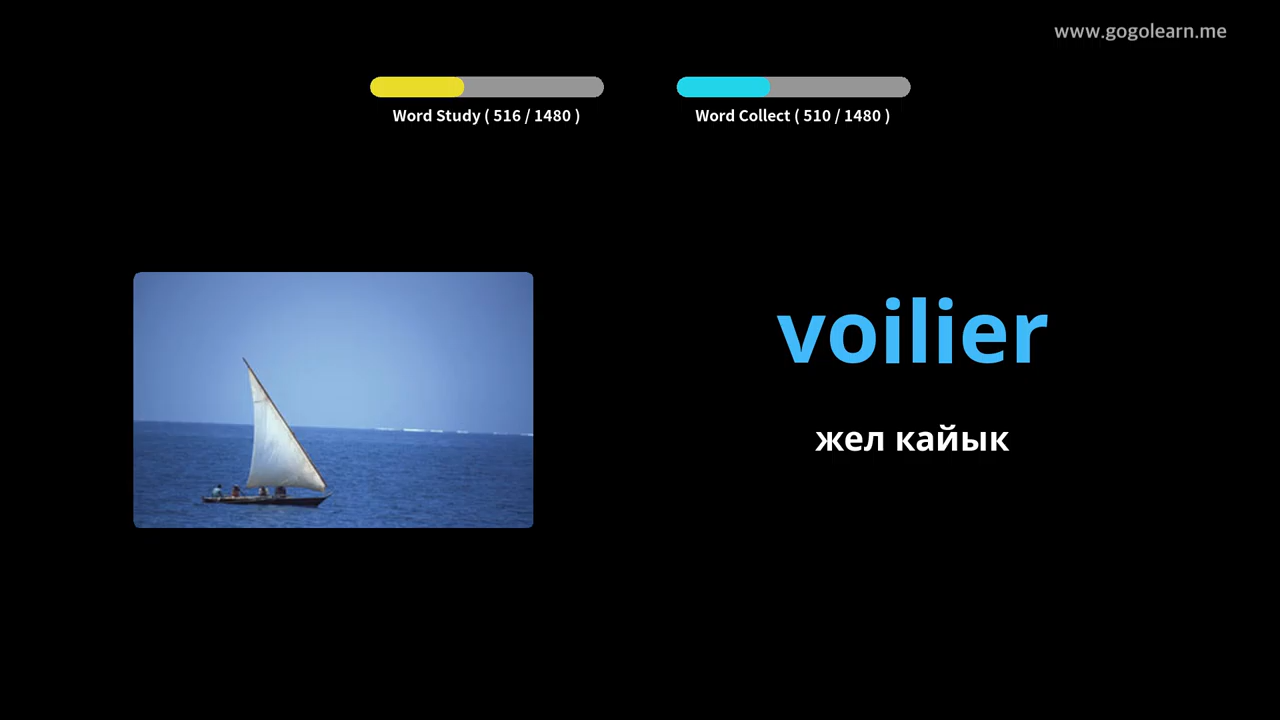 www.gogolearn.me
Word Study ( 516 / 1480 )
Word Collect ( 510 / 1480 )
voilier
жел кайык